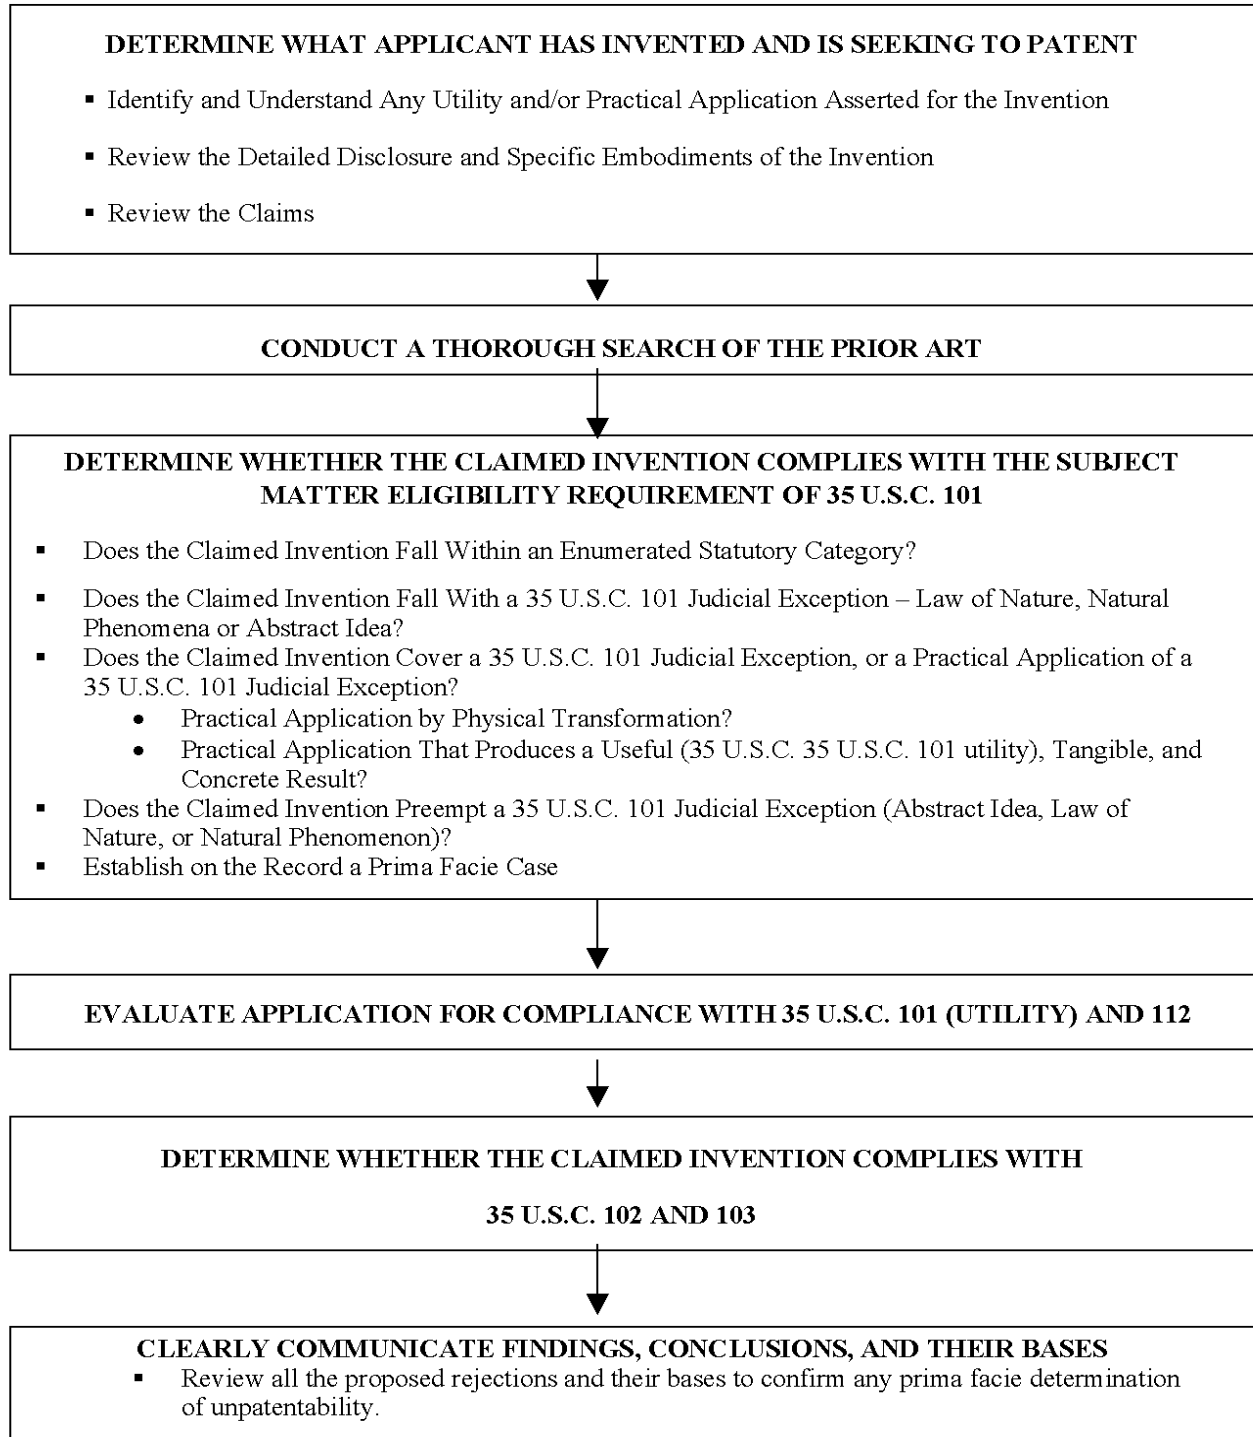 DETERMINE WHAT APPLICANT HAS INVENTED AND IS SEEKING TO PATENT
▪ Identify and Understand Any Utility and/or Practical Application Asserted for the Invention
▪ Review the Detailed Disclosure and Specific Embodiments of the Invention
▪ Review the Claims
CONDUCT A THOROUGH SEARCH OF THE PRIOR ART
DETERMINE WHETHER THE CLAIMED INVENTION COMPLIES WITH THE SUBJECT
MATTER ELIGIBILITY REQUIREMENT OF 35 U.S.C. 101
▪ Does the Claimed Invention Fall Within an Enumerated Statutory Category?
▪ Does the Claimed Invention Fall With a 35 U.S.C. 101 Judicial Exception – Law of Nature, Natural
Phenomena or Abstract Idea?
▪ Does the Claimed Invention Cover a 35 U.S.C. 101 Judicial Exception, or a Practical Application of a
35 U.S.C. 101 Judicial Exception?
● Practical Application by Physical Transformation?
● Practical Application That Produces a Useful (35 U.S.C. 35 U.S.C. 101 utility), Tangible, and
Concrete Result?
▪ Does the Claimed Invention Preempt a 35 U.S.C. 101 Judicial Exception (Abstract Idea, Law of
Nature, or Natural Phenomenon)?
▪ Establish on the Record a Prima Facie Case
EVALUATE APPLICATION FOR COMPLIANCE WITH 35 U.S.C. 101 (UTILITY) AND 112
DETERMINE WHETHER THE CLAIMED INVENTION COMPLIES WITH
35 U.S.C. 102 AND 103
CLEARLY COMMUNICATE FINDINGS, CONCLUSIONS, AND THEIR BASES
▪ Review all the proposed rejections and their bases to confirm any prima facie determination
of unpatentability.